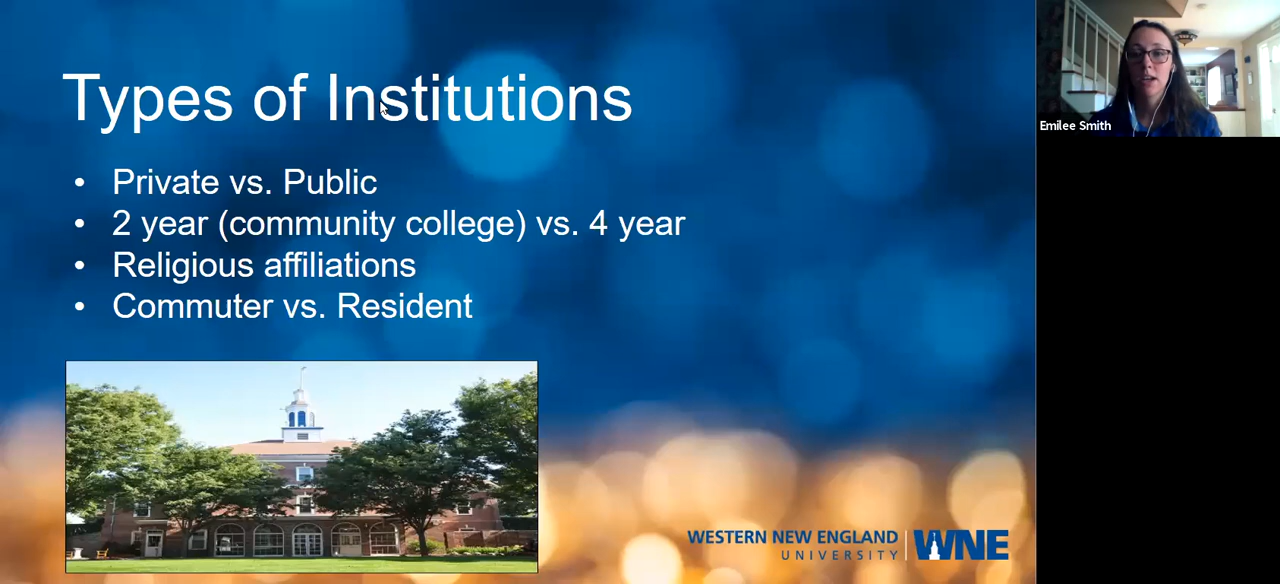 Types of Institutions
• Private vs. Public
• 2 year (community college) vs. 4 year
• Religious affiliations
• Commuter vs. Resident
WESTERN NEW ENGLAND
UNIVERSITY
WNE
Emilee Smith